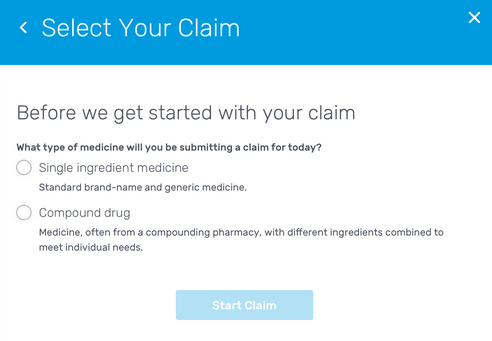 Select Your Claim
Before we get started with your claim
What type of medicine will you be submitting a claim for today?
Single ingredient medicine
Standard brand-name and generic medicine.
Compound drug
Medicine, often from a compounding pharmacy, with different ingredients combined to
meet individual needs.
Start Claim